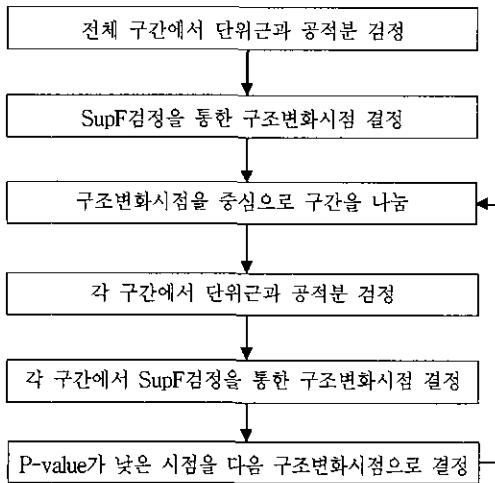 전체 구간에서 단위근과 공적분 검정
SupF검정을 통한 구조변화시점 결정
구조변화시점을 중심으로 구간을 나눔
각 구간에서 단위근과 공적분 검정
각 구간에서 SupF검정을 통한 구조변화시점 결정
P-value가 낮은 시점을 다음 구조변화시점으로 결정